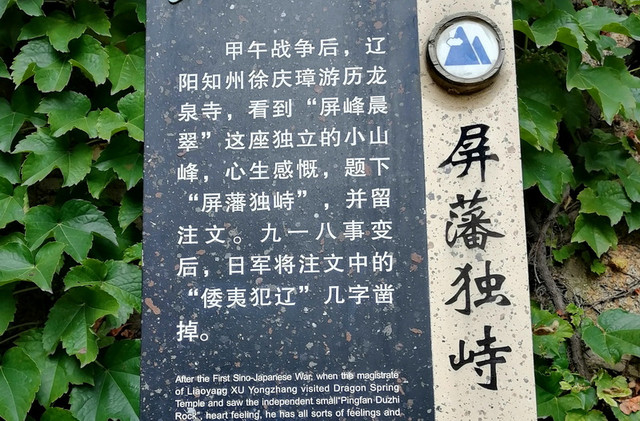 甲午战争后，辽
阳知州徐庆璋游历龙
泉寺，看到“屏峰晨
翠”这座独立的小山
峰，心生感慨，题下
“屏藩独峙”，并留
注文。九一八事变
后，日军将注文中的
“倭夷犯辽”几字凿
掉。
After the First Sino-Japanese War, when the magistrate
of Liaoyang XU Yongzhang visited Dragon Spring
Temple and saw the independent small"Pingfan Duzhi
Rock", heart feeling, he has all sorts of feelings and
屏藩独峙